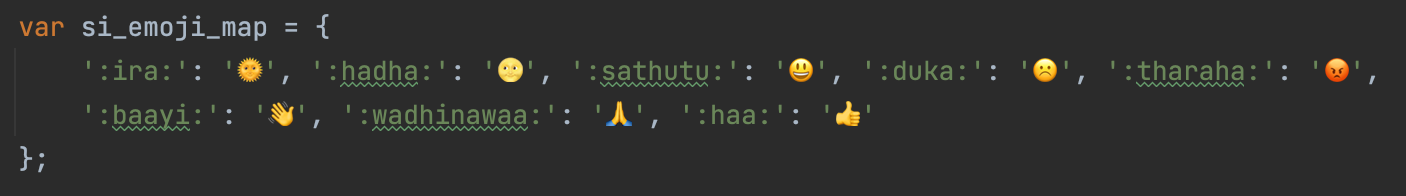 var si_emoji_map = {
    ':ira:': '🌞', ':hadha:': '🌝', ':sathutu:': '😃', ':duka:': '☹️', ':tharaha:': '😡',
    ':baayi:': '👋', ':wadhinawaa:': '🙏', ':haa:': '👍'
};